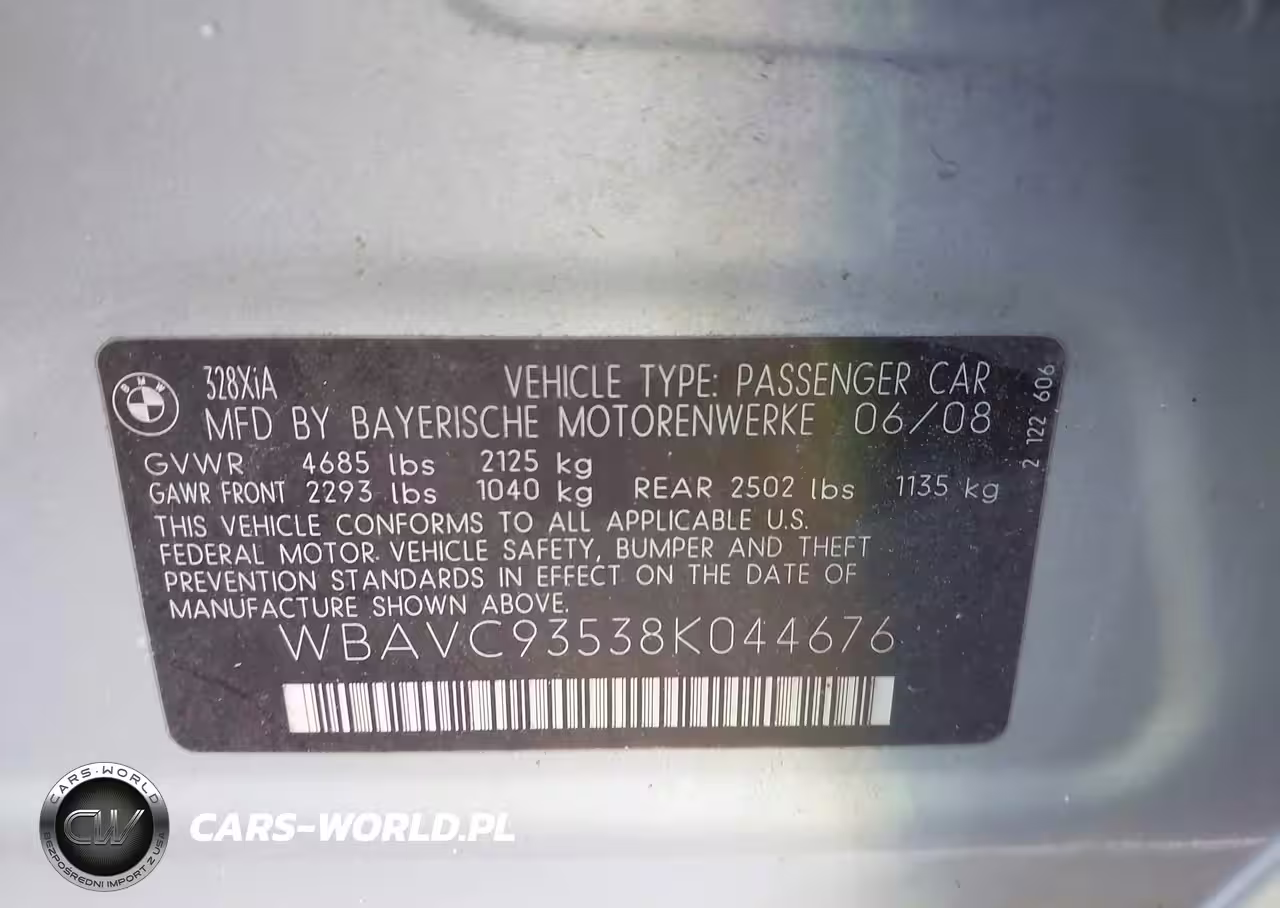 BMW
328XiA VEHICLE TYPE: PASSENGER CAR
MFD BY BAYERISCHE MOTORENWERKE 06/08
GVWR 4685 lbs 2125 kg
GAWR FRONT 2293 lbs 1040 kg REAR 2502 lbs 1135 kg
THIS VEHICLE CONFORMS TO ALL APPLICABLE U.S.
FEDERAL MOTOR VEHICLE SAFETY, BUMPER AND THEFT
PREVENTION STANDARDS IN EFFECT ON THE DATE OF
MANUFACTURE SHOWN ABOVE.
WBAVC93538K044676
2 122 606
CARS-WORLD
CW
BEZPOŚREDNI IMPORT Z USA
CARS-WORLD.PL